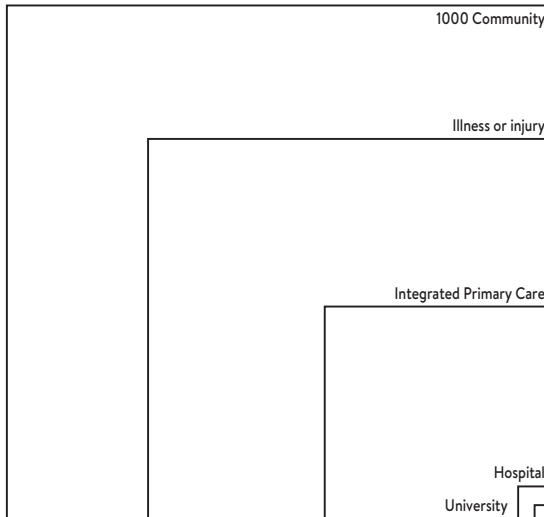 1000 Community
Illness or injury
Integrated Primary Care
Hospital
University